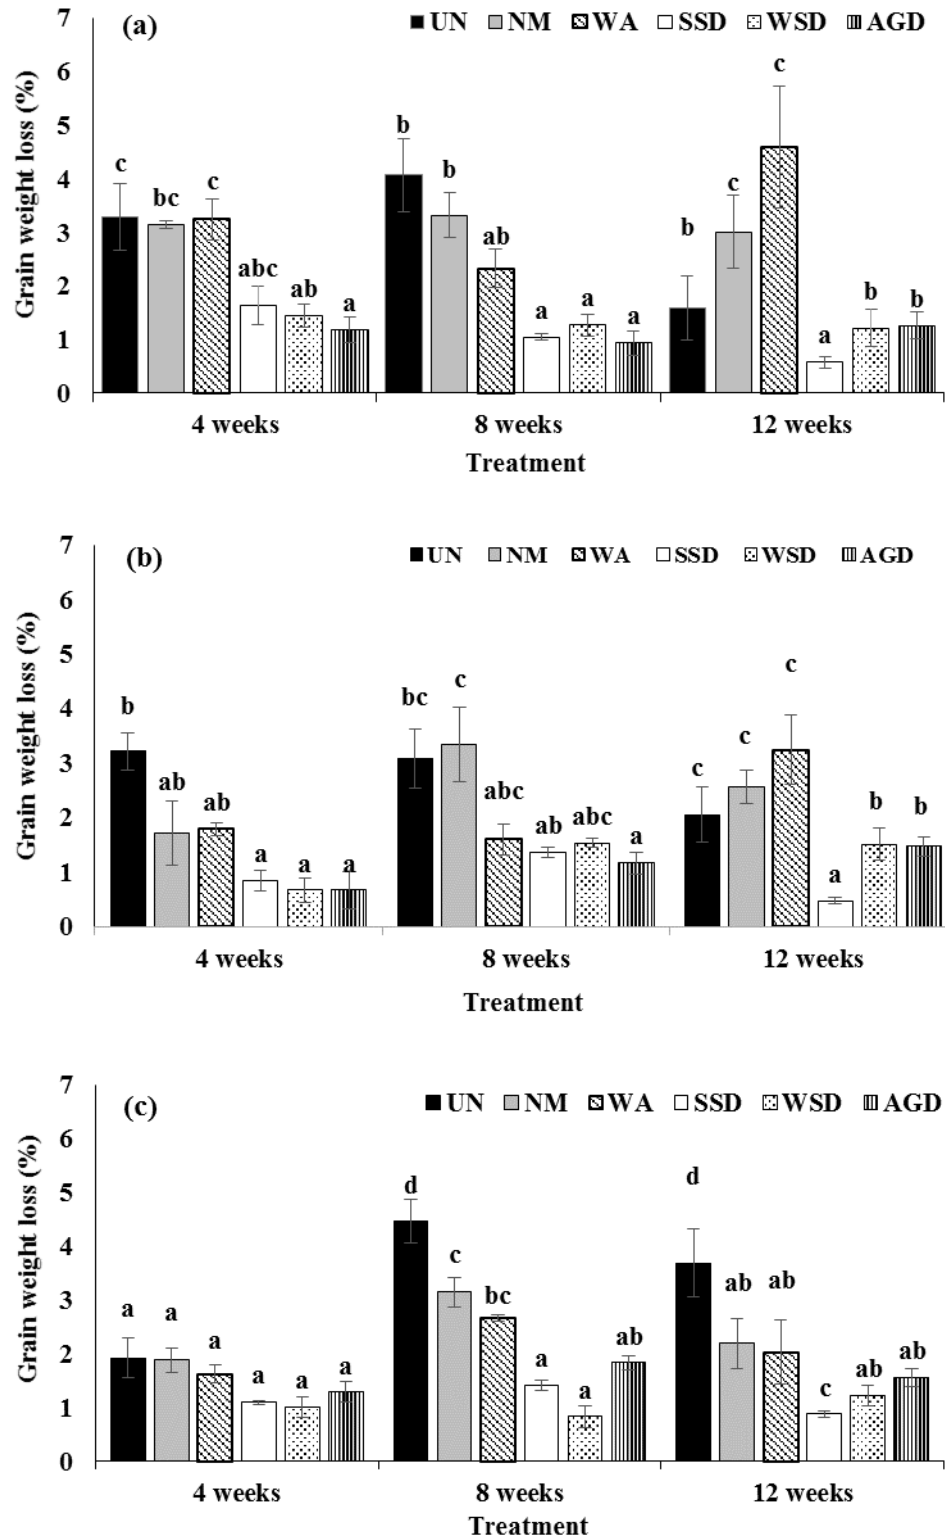 (a) UN NM WA SSD WSD AGD
Grain weight loss (%)
7
6
5
4
3
2
1
0
c bc c abc ab a
b b ab a a a
b c c a b b
4 weeks 8 weeks 12 weeks
Treatment
(b) UN NM WA SSD WSD AGD
Grain weight loss (%)
7
6
5
4
3
2
1
0
b ab ab a a a
bc c abc ab abc a
c c c a b b
4 weeks 8 weeks 12 weeks
Treatment
(c) UN NM WA SSD WSD AGD
Grain weight loss (%)
7
6
5
4
3
2
1
0
a a a a a a
d c bc a a ab
d ab ab c ab ab
4 weeks 8 weeks 12 weeks
Treatment